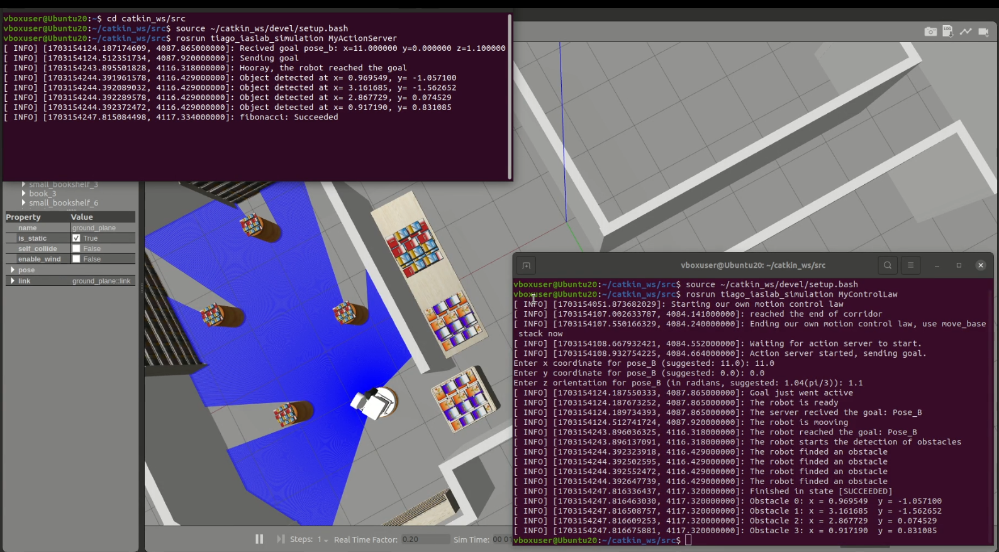 vboxuser@Ubuntu20:~$ cd catkin_ws/src
vboxuser@Ubuntu20:~/catkin_ws/src$ source ~/catkin_ws/devel/setup.bash
vboxuser@Ubuntu20:~/catkin_ws/src$ rosrun tiago_iaslab_simulation MyActionServer
[ INFO] [1703154124.187174609, 4087.865000000]: Recived goal pose_b: x=11.000000 y=0.000000 z=1.100000
[ INFO] [1703154124.512351734, 4087.920000000]: Sending goal
[ INFO] [1703154243.895501828, 4116.318000000]: Hooray, the robot reached the goal
[ INFO] [1703154244.391961578, 4116.429000000]: Object detected at x= 0.969549, y= -1.057100
[ INFO] [1703154244.392089032, 4116.429000000]: Object detected at x= 3.161685, y= -1.562652
[ INFO] [1703154244.392289578, 4116.429000000]: Object detected at x= 2.867729, y= 0.074529
[ INFO] [1703154244.392372472, 4116.429000000]: Object detected at x= 0.917190, y= 0.831085
[ INFO] [1703154247.815084498, 4117.334000000]: fibonacci: Succeeded
LOG
small_bookshelf_3
book_3
small_bookshelf_6
Property Value
name ground_plane
is_static True
self_collide False
enable_wind False
pose
link ground_plane::link
vboxuser@Ubuntu20: ~/catkin_ws/src
vboxuser@Ubuntu20:~/catkin_ws/src$ source ~/catkin_ws/devel/setup.bash
vboxuser@Ubuntu20:~/catkin_ws/src$ rosrun tiago_iaslab_simulation MyControlLaw
[ INFO] [1703154051.873682029]: Starting our own motion control law
[ INFO] [1703154107.002633787, 4084.141000000]: reached the end of corridor
[ INFO] [1703154107.550166329, 4084.240000000]: Ending our own motion control law, use move_base
stack now
[ INFO] [1703154108.667932421, 4084.552000000]: Waiting for action server to start.
[ INFO] [1703154108.932754225, 4084.664000000]: Action server started, sending goal.
Enter x coordinate for pose_B (suggested: 11.0): 11.0
Enter y coordinate for pose_B (suggested: 0.0): 0.0
Enter z orientation for pose_B (in radians, suggested: 1.04(pi/3)): 1.1
[ INFO] [1703154124.187550333, 4087.865000000]: Goal just went active
[ INFO] [1703154124.187673252, 4087.865000000]: The robot is ready
[ INFO] [1703154124.189734393, 4087.865000000]: The server recived the goal: Pose_B
[ INFO] [1703154124.512741724, 4087.920000000]: The robot is mooving
[ INFO] [1703154243.896036325, 4116.318000000]: The robot reached the goal: Pose_B
[ INFO] [1703154243.896137091, 4116.318000000]: The robot starts the detection of obstacles
[ INFO] [1703154244.392323918, 4116.429000000]: The robot finded an obstacle
[ INFO] [1703154244.392502595, 4116.429000000]: The robot finded an obstacle
[ INFO] [1703154244.392552472, 4116.429000000]: The robot finded an obstacle
[ INFO] [1703154244.392647739, 4116.429000000]: The robot finded an obstacle
[ INFO] [1703154247.816336437, 4117.320000000]: Finished in state [SUCCEEDED]
[ INFO] [1703154247.816463030, 4117.320000000]: Obstacle 0: x = 0.969549 y = -1.057100
[ INFO] [1703154247.816508757, 4117.320000000]: Obstacle 1: x = 3.161685 y = -1.562652
[ INFO] [1703154247.816609253, 4117.320000000]: Obstacle 2: x = 2.867729 y = 0.074529
[ INFO] [1703154247.816675881, 4117.320000000]: Obstacle 3: x = 0.917190 y = 0.831085
vboxuser@Ubuntu20:~/catkin_ws/src$
Steps: 1 Real Time Factor: 0.20 Sim Time: 00 01